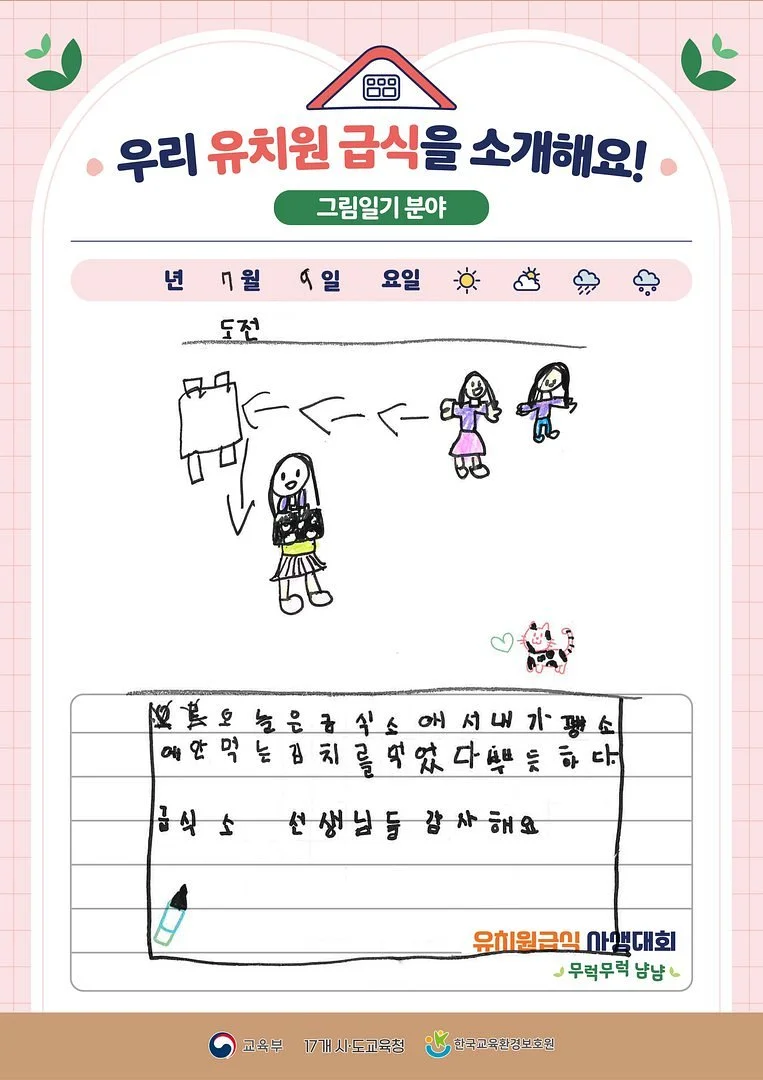 우리 유치원 급식을 소개해요!
그림일기 분야
년 7월 9일 요일
도전
오늘은급식소에서내가평소
에안먹는김치를먹었다뿌듯하다
급식소 선생님들 감사해요
유치원급식 사생대회
무럭무럭 냠냠
교육부 17개 시·도교육청 한국교육환경보호원